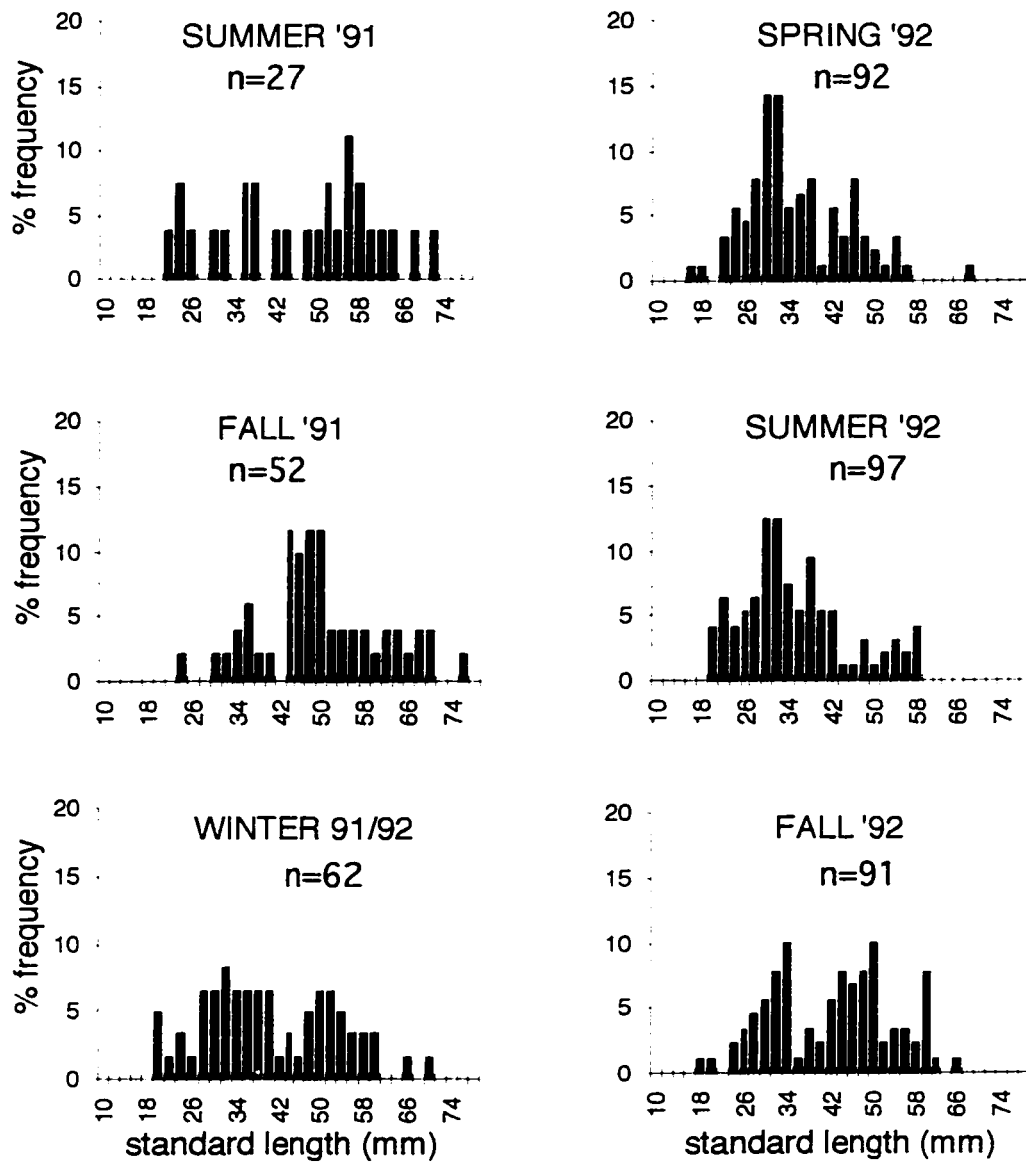 SUMMER '91
n=27
% frequency
20
15
10
5
0
10 18 26 34 42 50 58 66 74
SPRING '92
n=92
20
15
10
5
0
10 18 26 34 42 50 58 66 74
FALL '91
n=52
% frequency
20
15
10
5
0
10 18 26 34 42 50 58 66 74
SUMMER '92
n=97
20
15
10
5
0
10 18 26 34 42 50 58 66 74
WINTER 91/92
n=62
% frequency
20
15
10
5
0
10 18 26 34 42 50 58 66 74
standard length (mm)
FALL '92
n=91
20
15
10
5
0
10 18 26 34 42 50 58 66 74
standard length (mm)